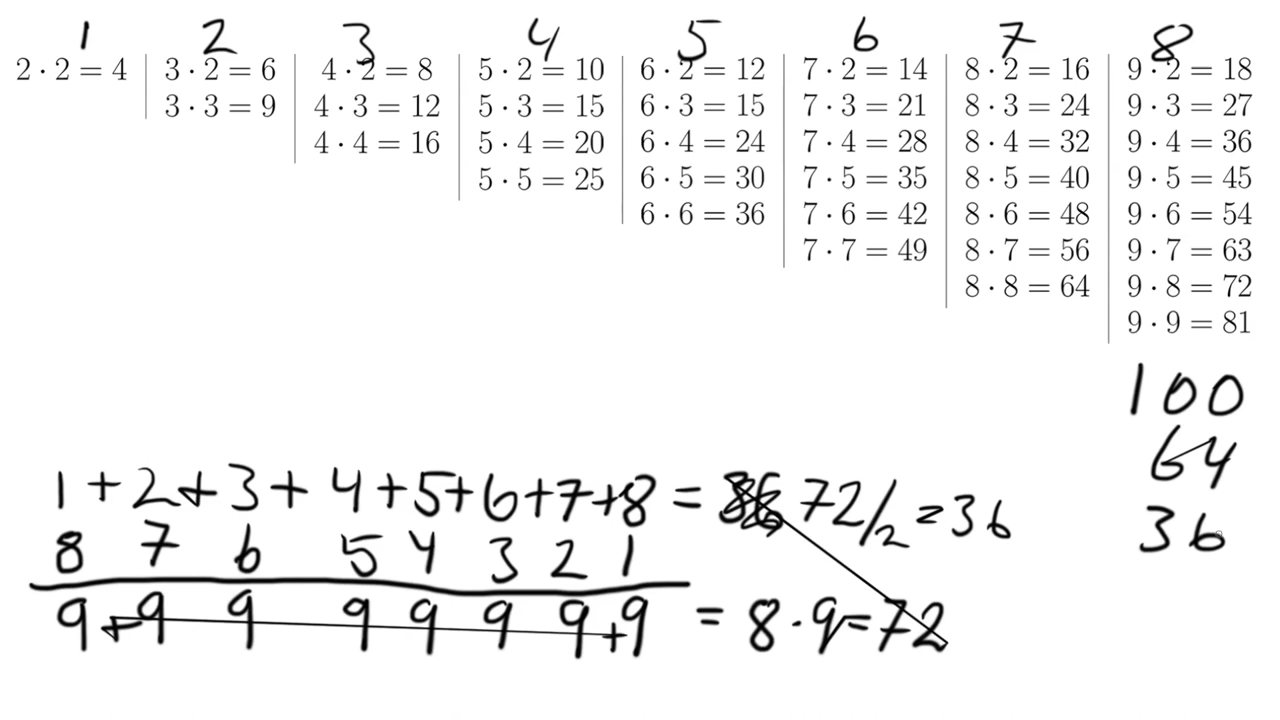 1 2 3 4 5 6 7 8
2 · 2 = 4 3 · 2 = 6 4 · 2 = 8 5 · 2 = 10 6 · 2 = 12 7 · 2 = 14 8 · 2 = 16 9 · 2 = 18
3 · 3 = 9 4 · 3 = 12 5 · 3 = 15 6 · 3 = 15 7 · 3 = 21 8 · 3 = 24 9 · 3 = 27
4 · 4 = 16 5 · 4 = 20 6 · 4 = 24 7 · 4 = 28 8 · 4 = 32 9 · 4 = 36
5 · 5 = 25 6 · 5 = 30 7 · 5 = 35 8 · 5 = 40 9 · 5 = 45
6 · 6 = 36 7 · 6 = 42 8 · 6 = 48 9 · 6 = 54
7 · 7 = 49 8 · 7 = 56 9 · 7 = 63
8 · 8 = 64 9 · 8 = 72
9 · 9 = 81
100
64
36
1 + 2 + 3 + 4 + 5 + 6 + 7 + 8 = 72/2 = 36
8 7 6 5 4 3 2 1
9 + 9 9 9 9 9 9 + 9 = 8 · 9 = 72